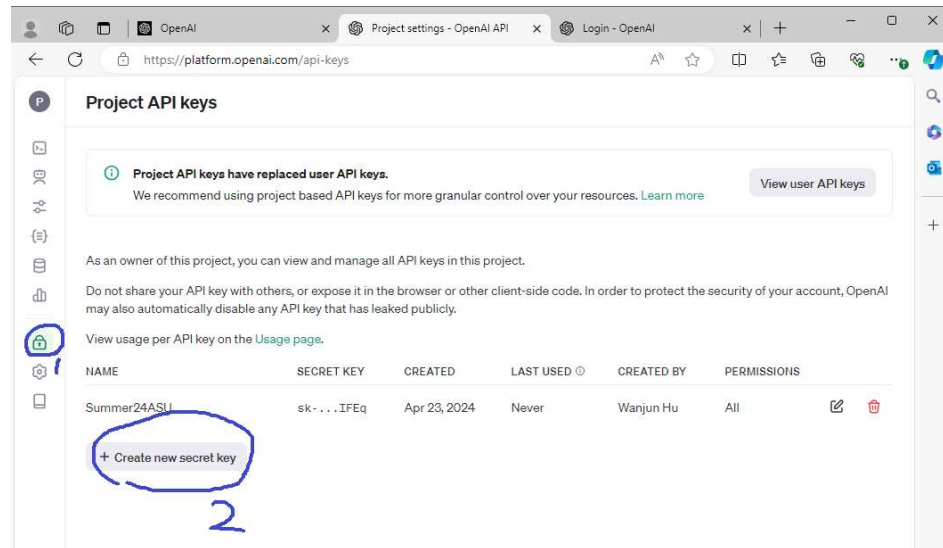 OpenAI
Project settings - OpenAI API
Login - OpenAI
https://platform.openai.com/api-keys
P
Project API keys
Project API keys have replaced user API keys.
We recommend using project based API keys for more granular control over your resources. Learn more
View user API keys
As an owner of this project, you can view and manage all API keys in this project.
Do not share your API key with others, or expose it in the browser or other client-side code. In order to protect the security of your account, OpenAI
may also automatically disable any API key that has leaked publicly.
View usage per API key on the Usage page.
NAME SECRET KEY CREATED LAST USED CREATED BY PERMISSIONS
Summer24ASU sk-...IFEq Apr 23, 2024 Never Wanjun Hu All
+ Create new secret key
1
2